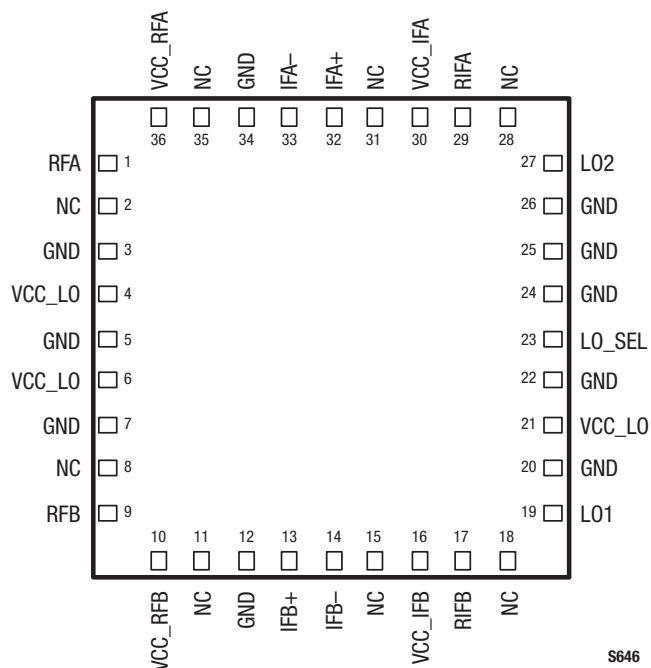 VCC_RFA
NC
GND
IFA–
IFA+
NC
VCC_IFA
RIFA
NC
36
35
34
33
32
31
30
29
28
RFA 1
NC 2
GND 3
VCC_LO 4
GND 5
VCC_LO 6
GND 7
NC 8
RFB 9
27 LO2
26 GND
25 GND
24 GND
23 LO_SEL
22 GND
21 VCC_LO
20 GND
19 LO1
10
11
12
13
14
15
16
17
18
VCC_RFB
NC
GND
IFB+
IFB–
NC
VCC_IFB
RIFB
NC
S646